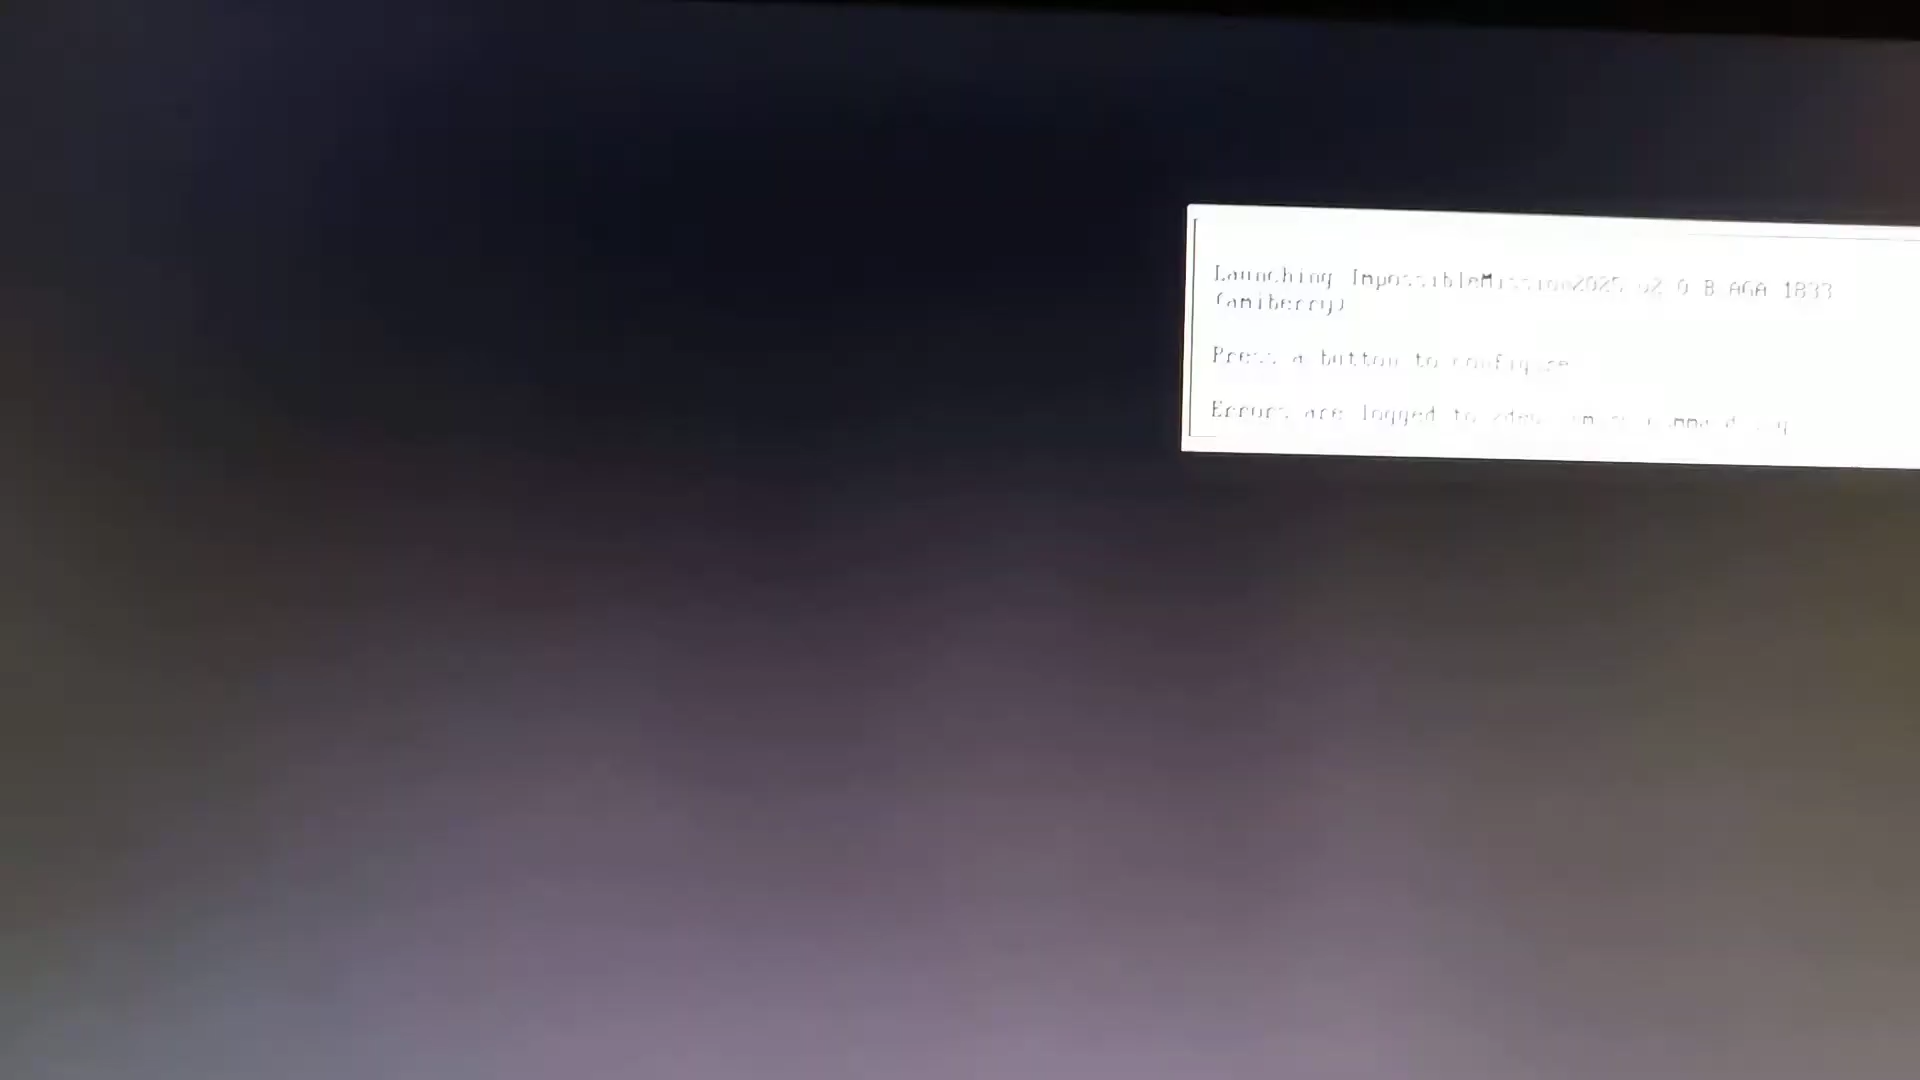 Launching ImpossibleMission2025 v2 0 B AGA 1833
(amiberry)
Press a button to configure
Errors are logged to